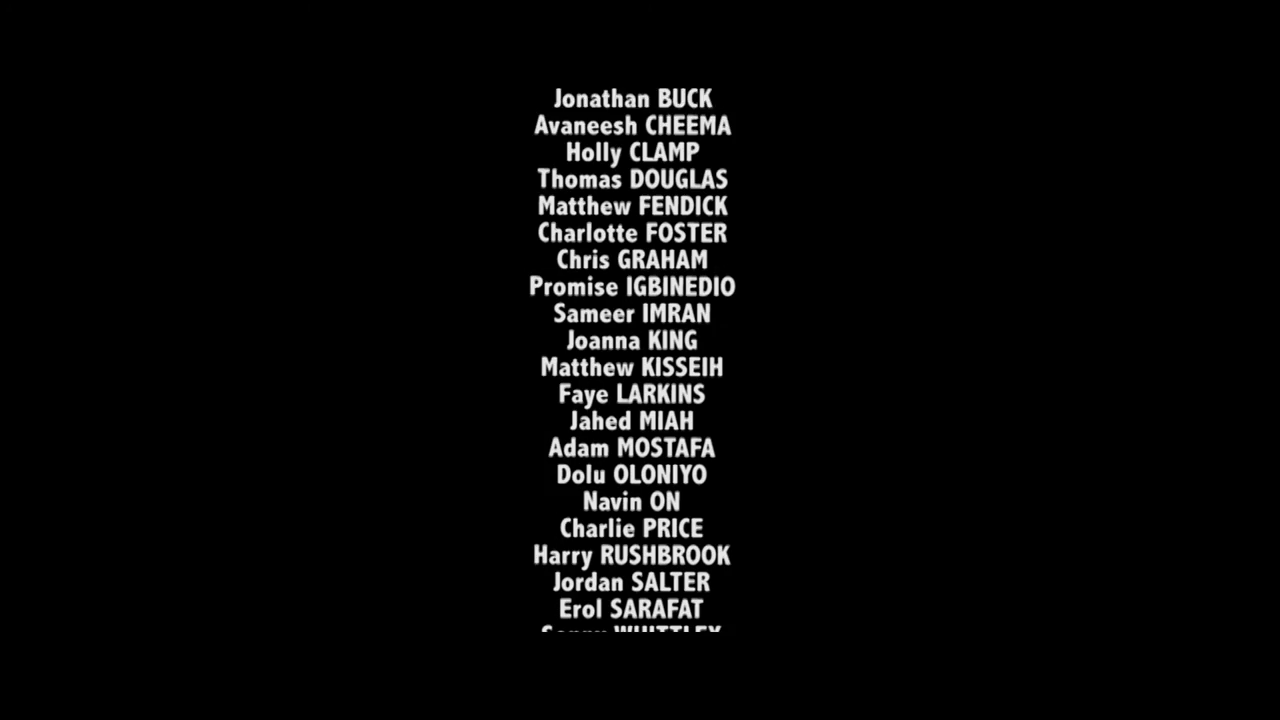 Jonathan BUCK
Avaneesh CHEEMA
Holly CLAMP
Thomas DOUGLAS
Matthew FENDICK
Charlotte FOSTER
Chris GRAHAM
Promise IGBINEDIO
Sameer IMRAN
Joanna KING
Matthew KISSEIH
Faye LARKINS
Jahed MIAH
Adam MOSTAFA
Dolu OLONIYO
Navin ON
Charlie PRICE
Harry RUSHBROOK
Jordan SALTER
Erol SARAFAT
WHITTLEY